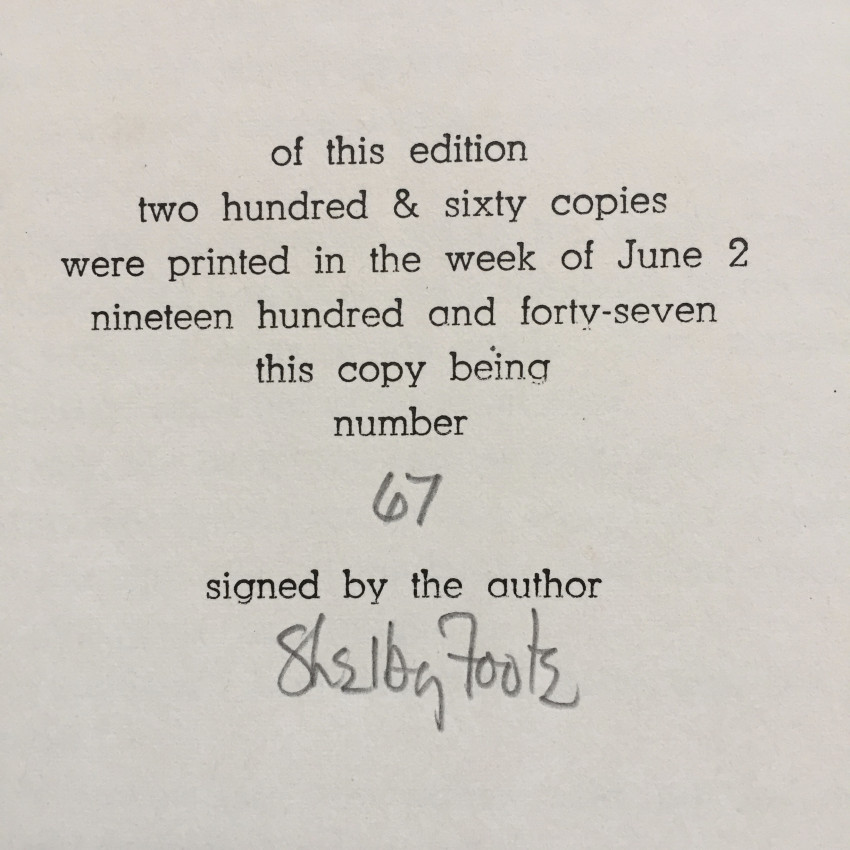 of this edition
two hundred & sixty copies
were printed in the week of June 2
nineteen hundred and forty-seven
this copy being
number
67
signed by the author
Shelby Foote